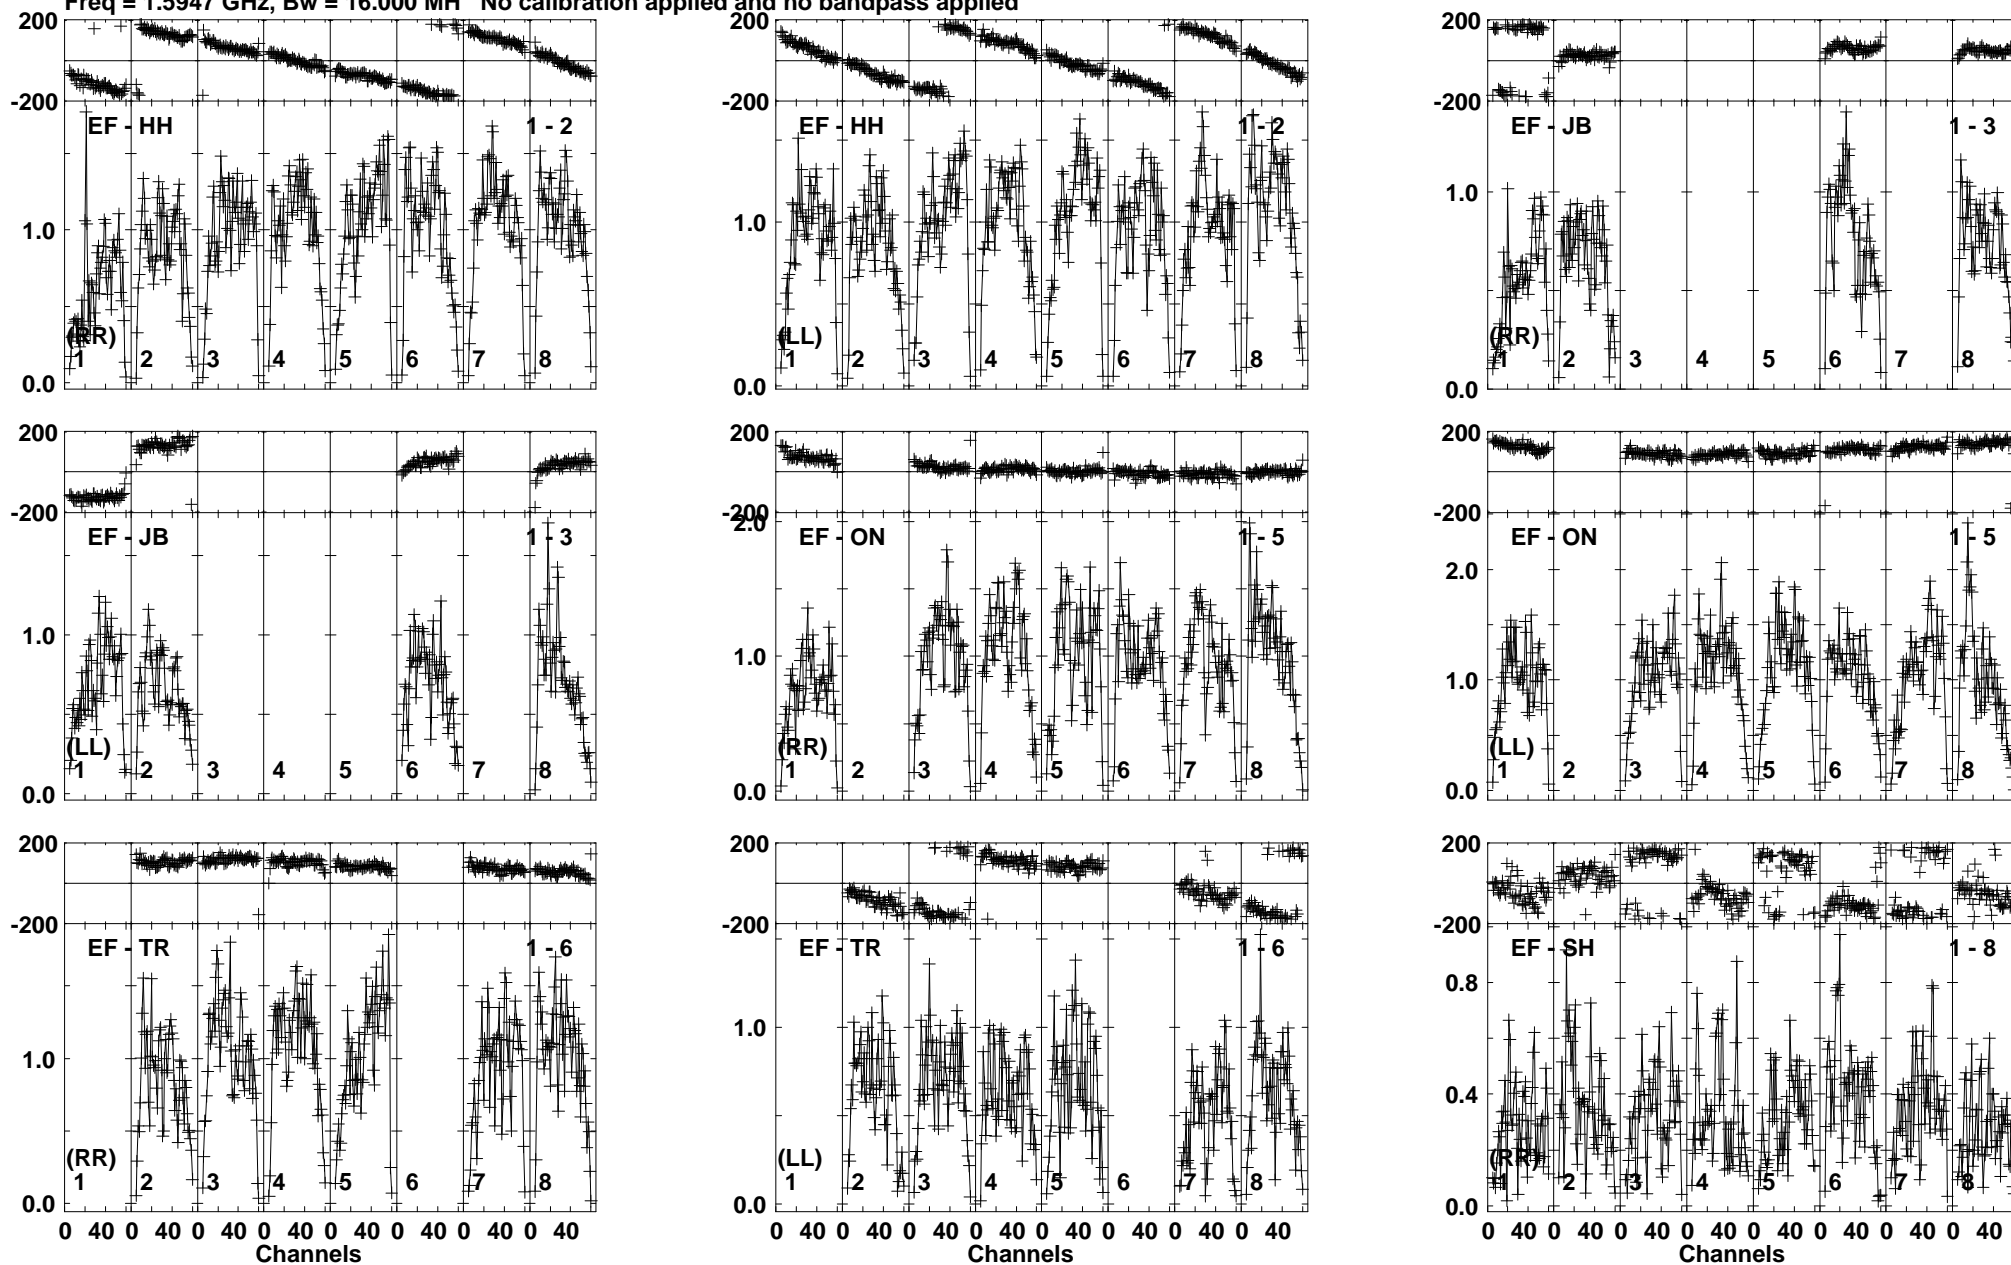 Freq = 1.5947 GHz, Bw = 16.000 MH No calibration applied and no bandpass applied
200 200 200
-200 -200 -200
EF - HH 1 - 2 EF - HH 1 - 2 EF - JB 1 - 3
1.0 1.0 1.0
(RR) (LL) (RR)
1 2 3 4 5 6 7 8 1 2 3 4 5 6 7 8 1 2 3 4 5 6 7 8
0.0 0.0 0.0
200 200 200
-200 -200 -200
2.0
EF - JB 1 - 3 EF - ON 1 - 5 EF - ON 1 - 5
2.0
1.0 1.0 1.0
(LL) (RR) (LL)
1 2 3 4 5 6 7 8 1 2 3 4 5 6 7 8 1 2 3 4 5 6 7 8
0.0 0.0 0.0
200 200 200
-200 -200 -200
EF - TR 1 - 6 EF - TR 1 - 6 EF - SH 1 - 8
0.8
1.0 1.0
0.4
(RR) (LL) (RR)
1 2 3 4 5 6 7 8 1 2 3 4 5 6 7 8 1 2 3 4 5 6 7 8
0.0 0.0 0.0
0 40 0 40 0 40 0 40 0 40 0 40 0 40 0 40 0 40 0 40 0 40 0 40 0 40 0 40 0 40 0 40 0 40 0 40 0 40 0 40 0 40 0 40 0 40 0 40
Channels Channels Channels